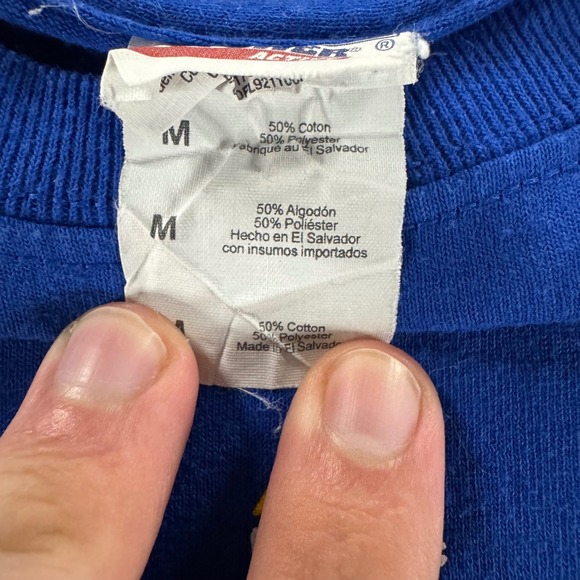 ACTIVE
M
50% Coton
50% Polyester
Fabriqué au El Salvador
M
50% Algodón
50% Poliéster
Hecho en El Salvador
con insumos importados
50% Cotton
50% Polyester
Made in El Salvador